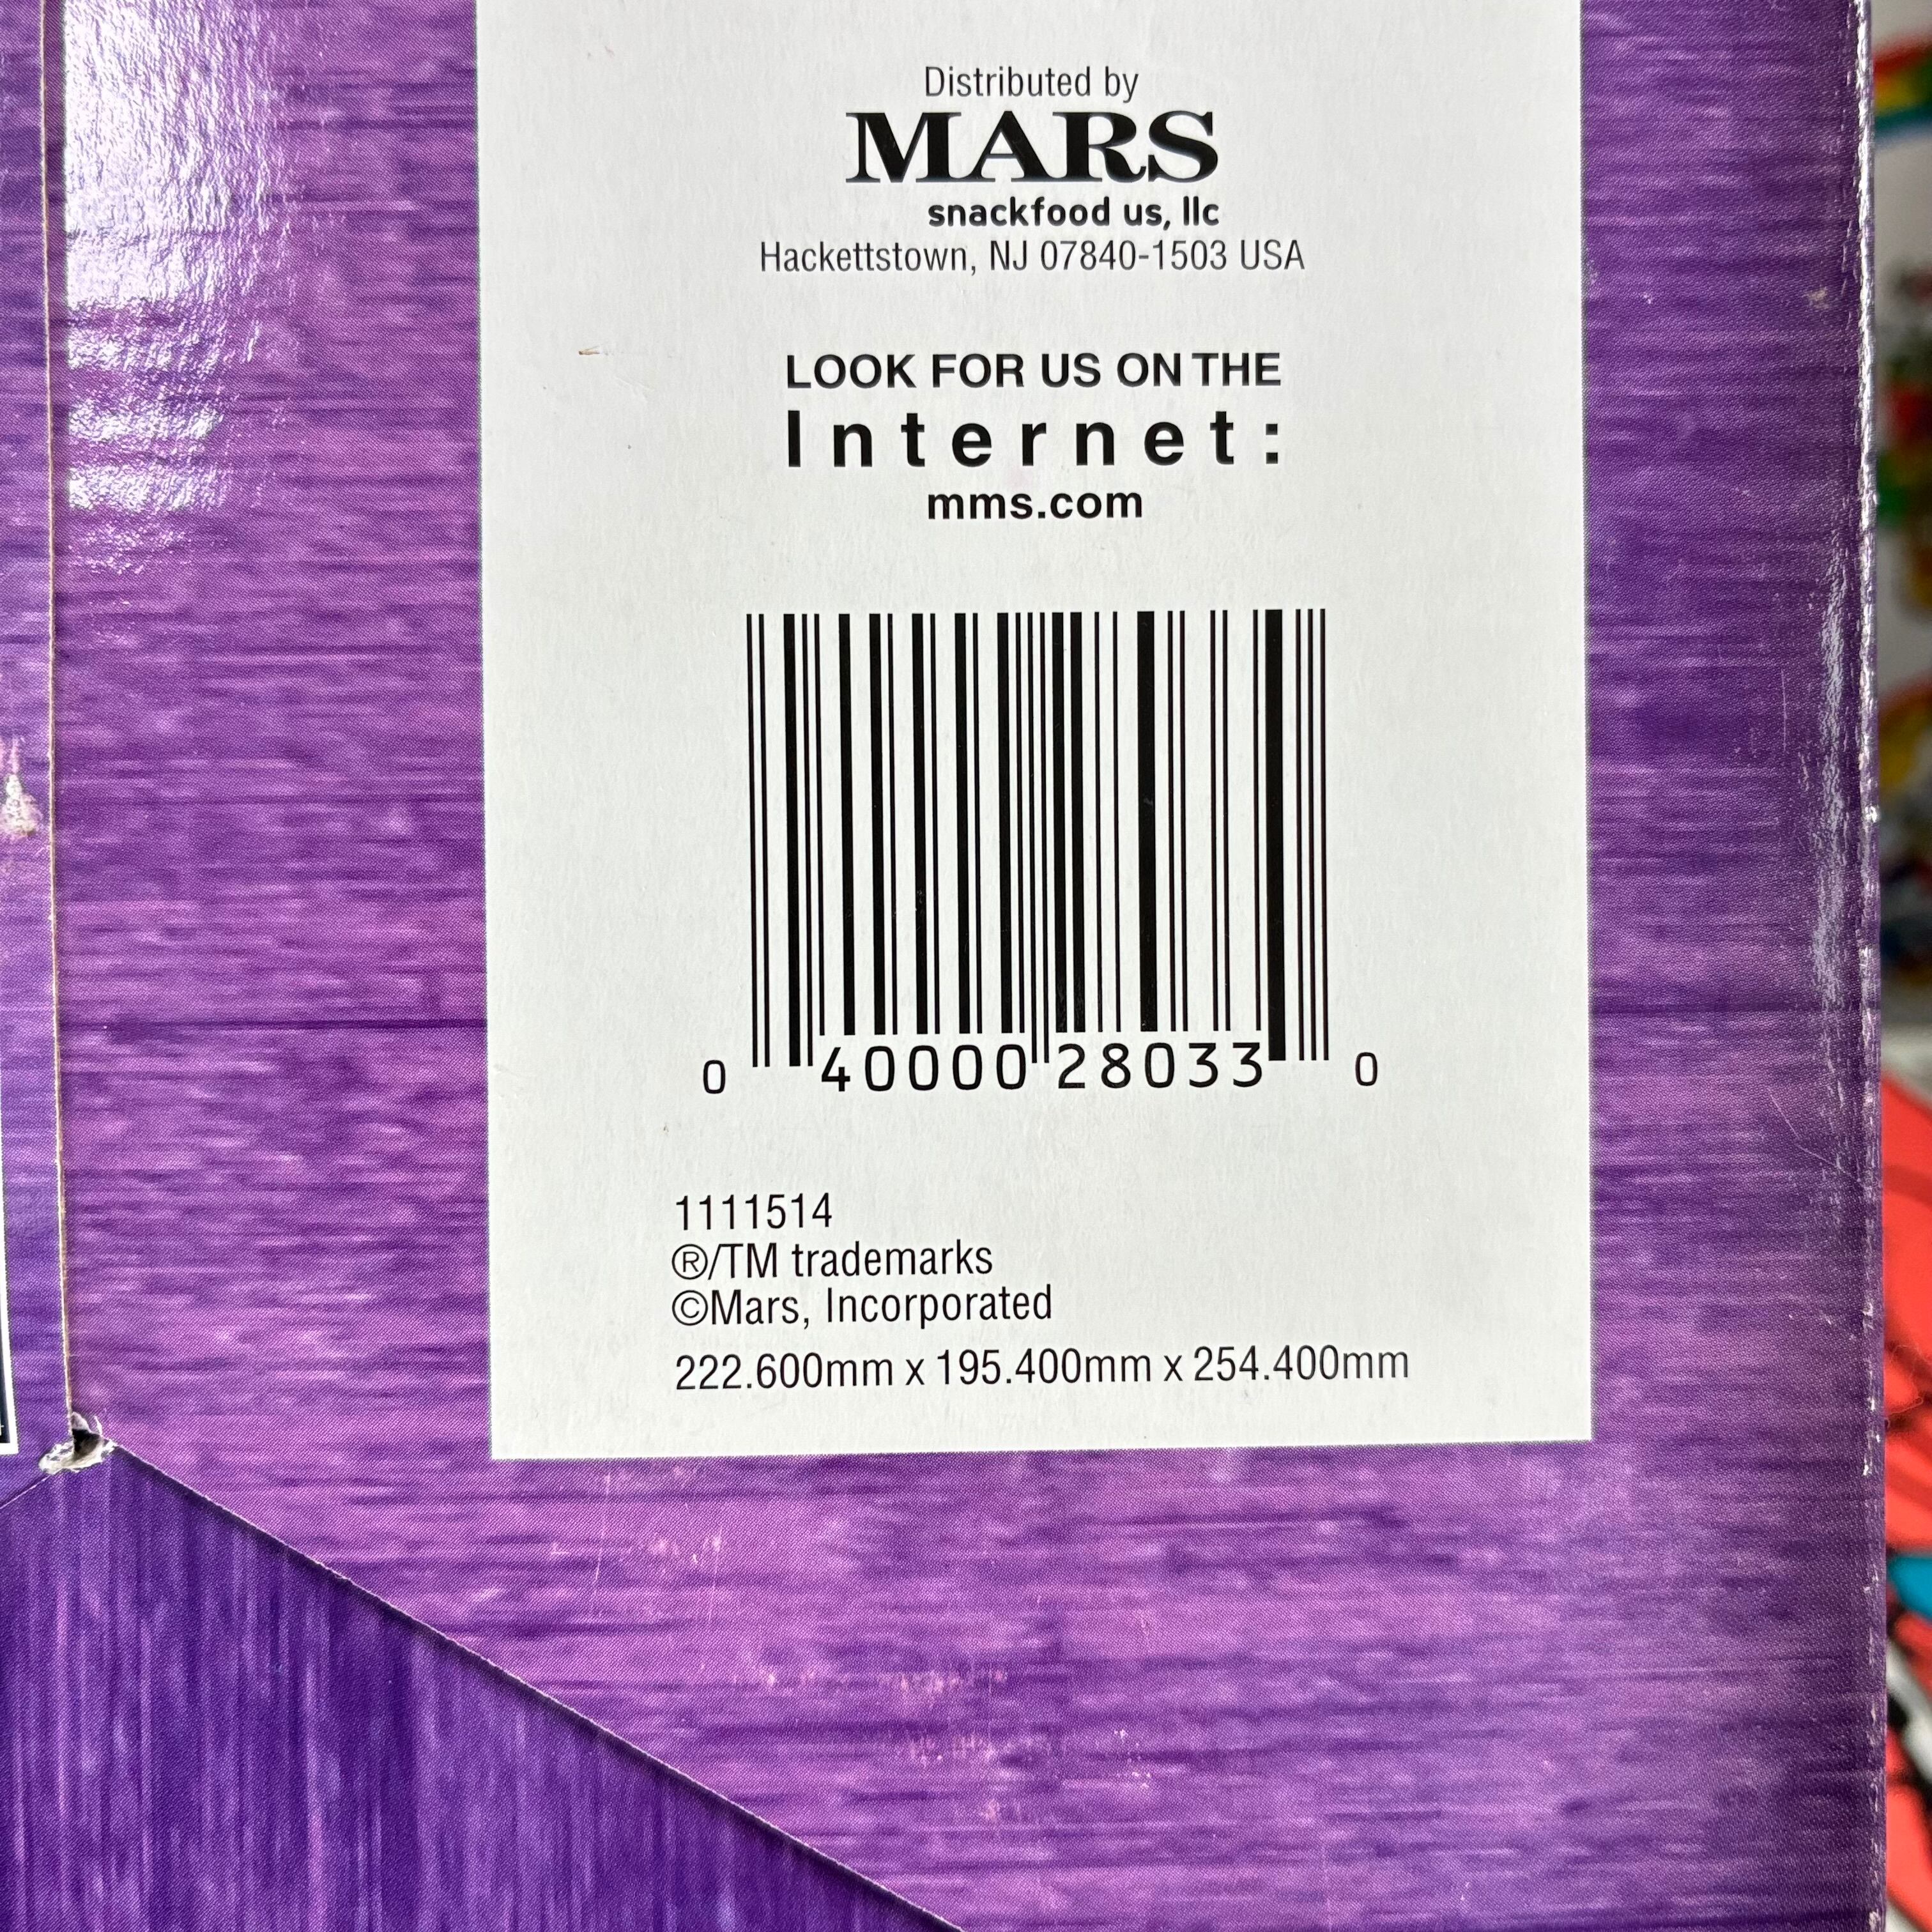 Distributed by
MARS
snackfood us, llc
Hackettstown, NJ 07840-1503 USA
LOOK FOR US ON THE
Internet:
mms.com
0 40000 28033 0
1111514
®/TM trademarks
©Mars, Incorporated
222.600mm x 195.400mm x 254.400mm